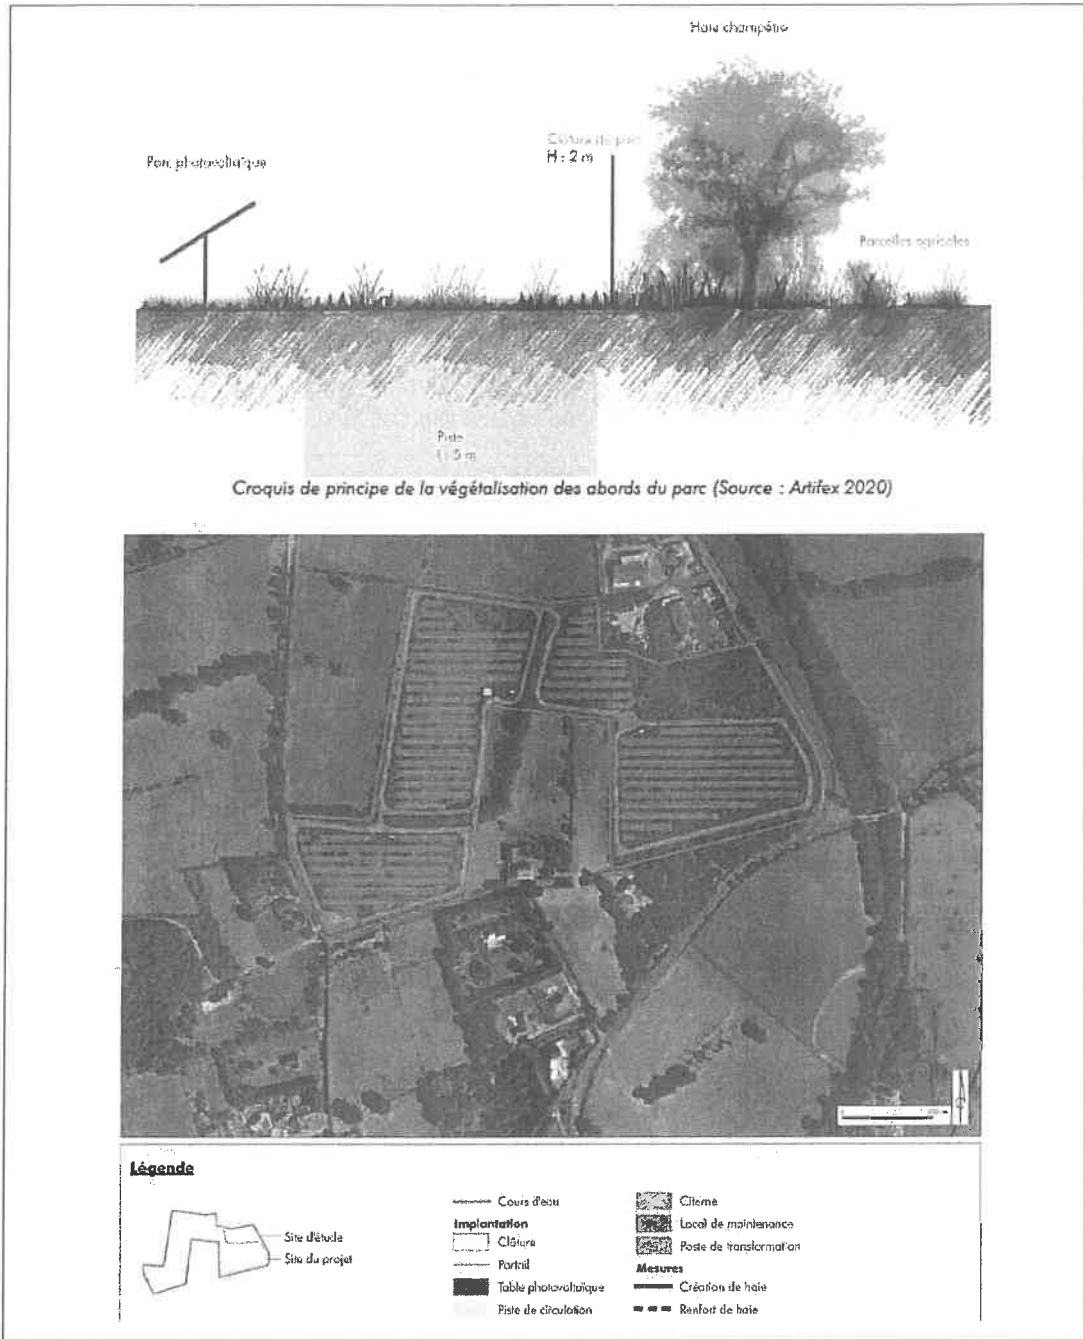 Haie champêtre
Clôture du parc
H : 2 m
Parc photovoltaïque
Parcelles agricoles
Piste
l : 5 m
Croquis de principe de la végétalisation des abords du parc (Source : Artifex 2020)
Légende
Site d'étude
Site du projet
Cours d'eau
Implantation
Clôture
Portail
Table photovoltaïque
Piste de circulation
Citerne
Local de maintenance
Poste de transformation
Mesures
Création de haie
Renfort de haie